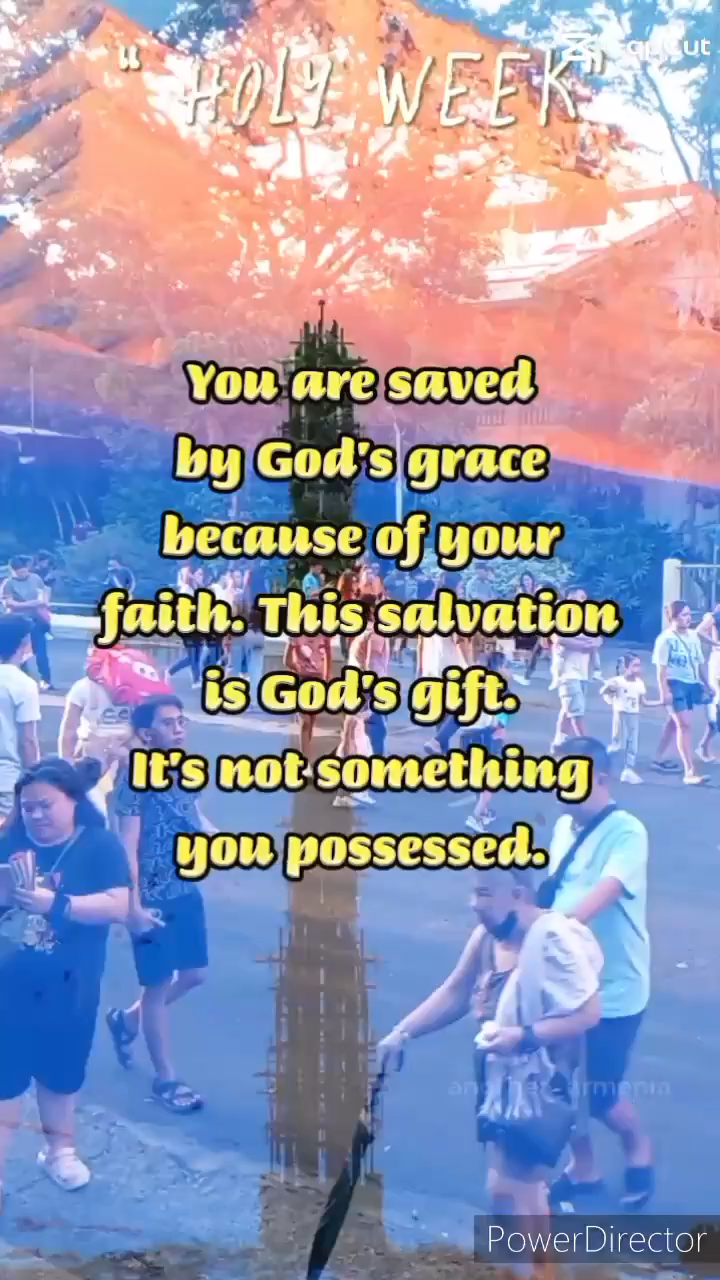 “ HOLY WEEK”
You are saved
by God's grace
because of your
faith. This salvation
is God's gift.
It's not something
you possessed.
PowerDirector